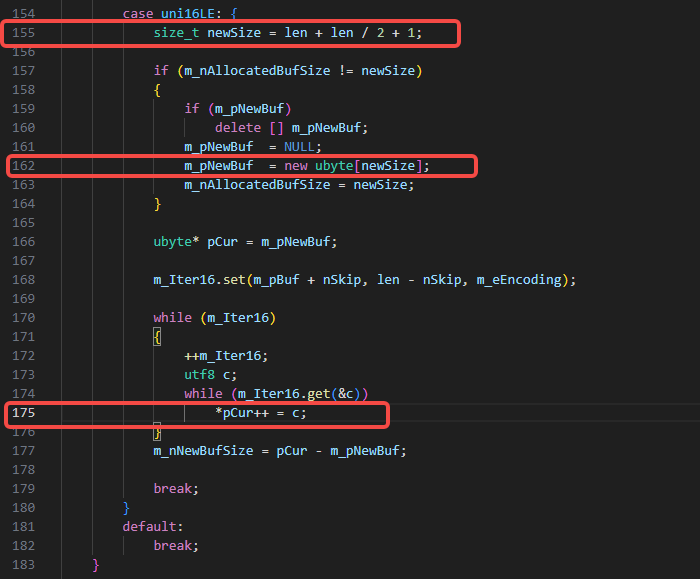 154 case uni16LE: {
155 size_t newSize = len + len / 2 + 1;
156
157 if (m_nAllocatedBufSize != newSize)
158 {
159 if (m_pNewBuf)
160 delete [] m_pNewBuf;
161 m_pNewBuf  = NULL;
162 m_pNewBuf  = new ubyte[newSize];
163 m_nAllocatedBufSize = newSize;
164 }
165
166 ubyte* pCur = m_pNewBuf;
167
168 m_Iter16.set(m_pBuf + nSkip, len - nSkip, m_eEncoding);
169
170 while (m_Iter16)
171 {
172 ++m_Iter16;
173 utf8 c;
174 while (m_Iter16.get(&c))
175 *pCur++ = c;
176 }
177 m_nNewBufSize = pCur - m_pNewBuf;
178
179 break;
180 }
181 default:
182 break;
183 }